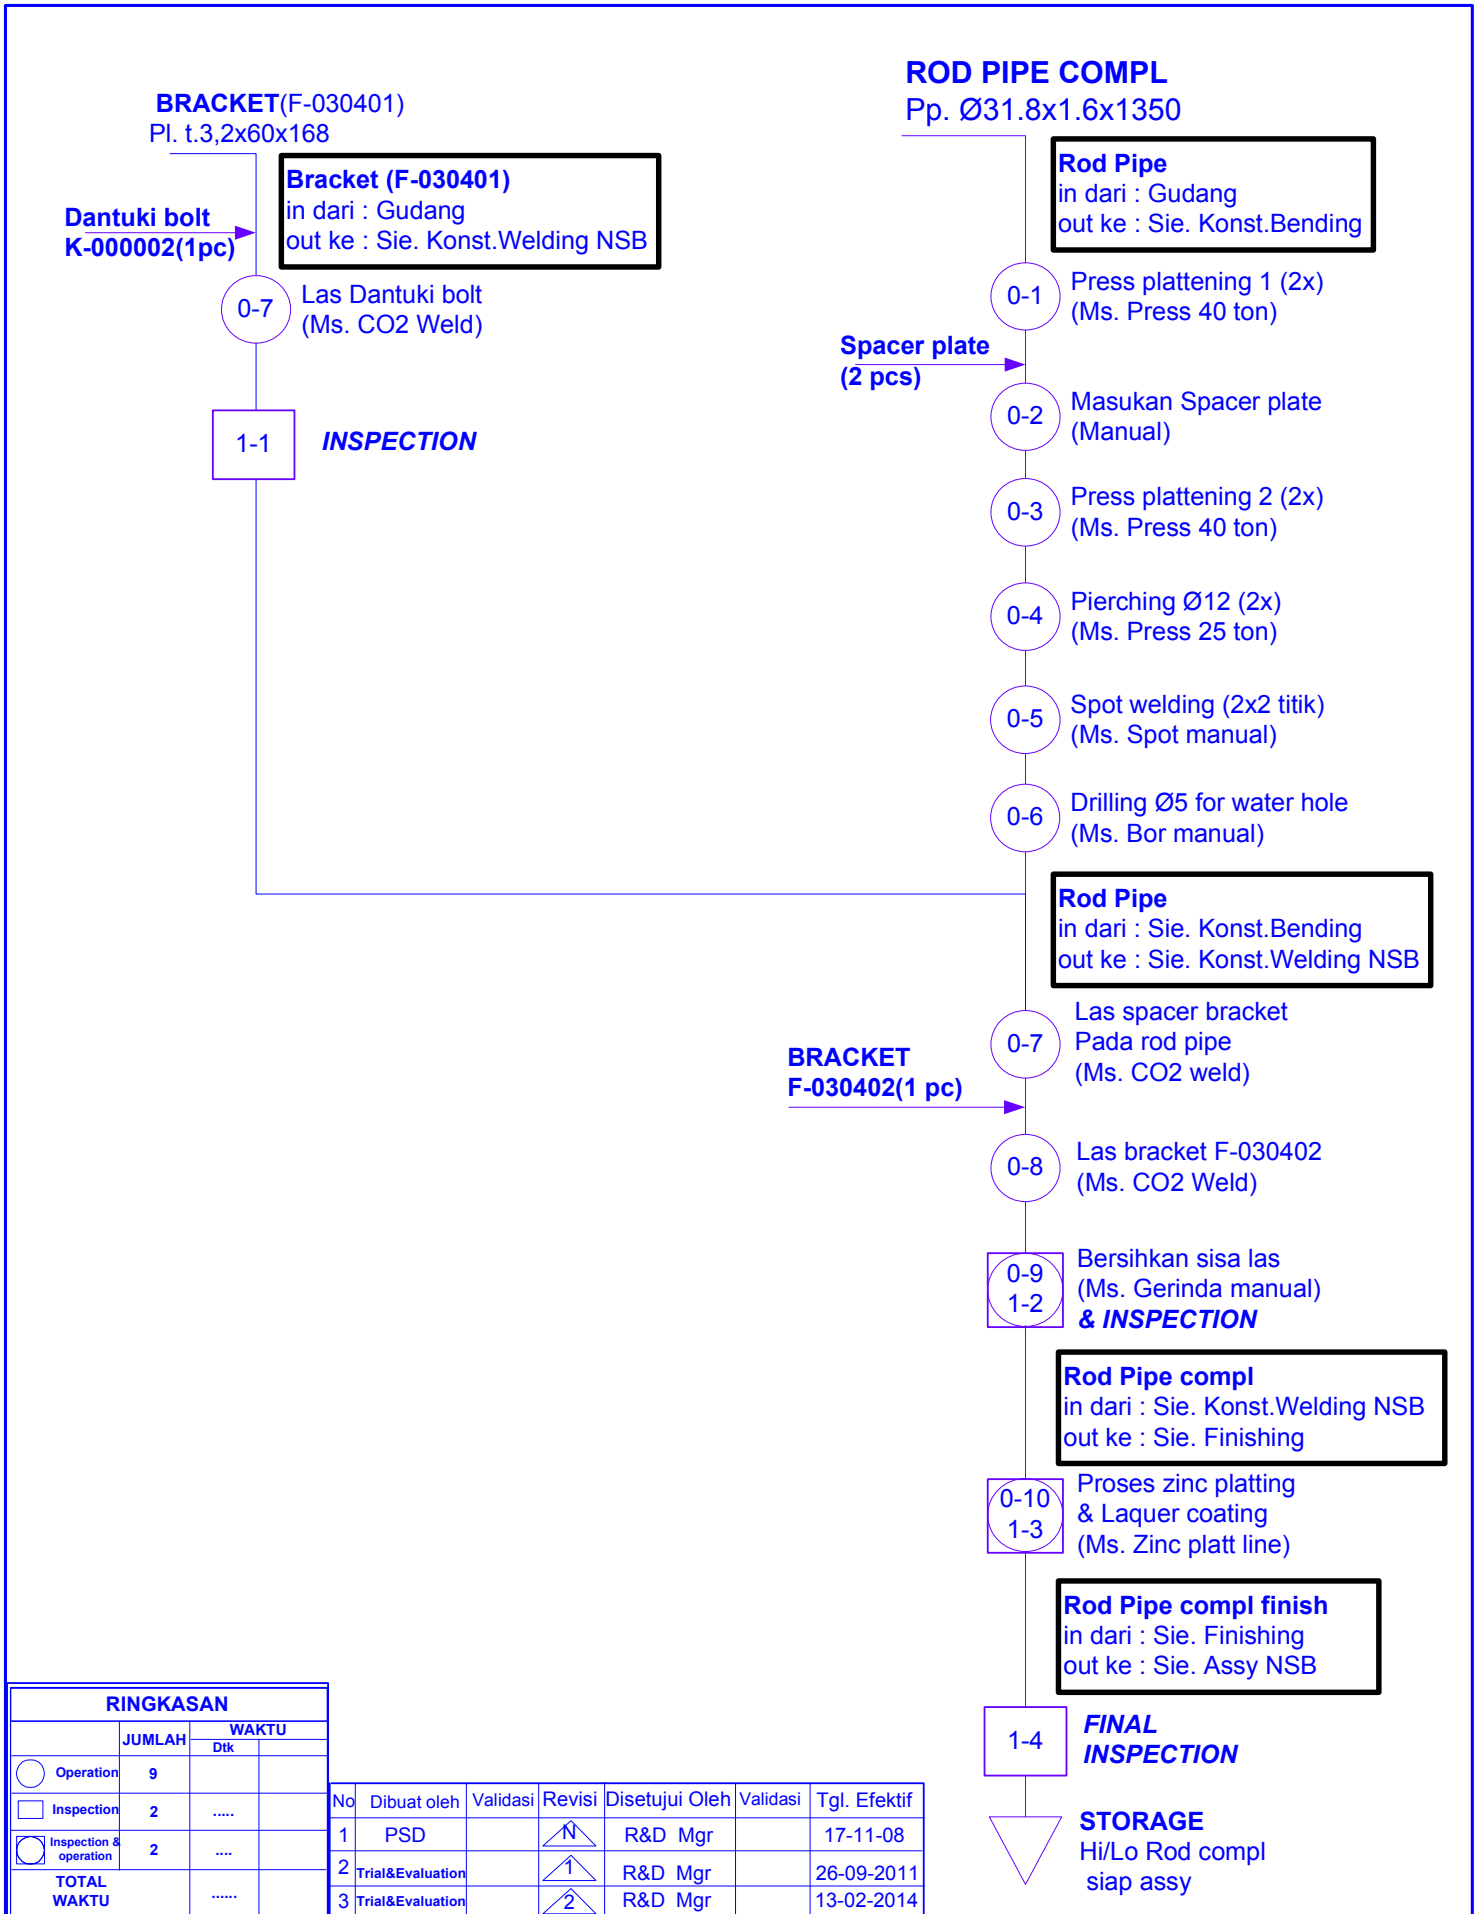 BRACKET(F-030401)
Pl. t.3,2x60x168
Bracket (F-030401)
in dari : Gudang
out ke : Sie. Konst.Welding NSB
Dantuki bolt
K-000002(1pc)
0-7
Las Dantuki bolt
(Ms. CO2 Weld)
1-1
INSPECTION
ROD PIPE COMPL
Pp. Ø31.8x1.6x1350
Rod Pipe
in dari : Gudang
out ke : Sie. Konst.Bending
0-1
Press plattening 1 (2x)
(Ms. Press 40 ton)
Spacer plate
(2 pcs)
0-2
Masukan Spacer plate
(Manual)
0-3
Press plattening 2 (2x)
(Ms. Press 40 ton)
0-4
Pierching Ø12 (2x)
(Ms. Press 25 ton)
0-5
Spot welding (2x2 titik)
(Ms. Spot manual)
0-6
Drilling Ø5 for water hole
(Ms. Bor manual)
Rod Pipe
in dari : Sie. Konst.Bending
out ke : Sie. Konst.Welding NSB
0-7
Las spacer bracket
Pada rod pipe
(Ms. CO2 weld)
BRACKET
F-030402(1 pc)
0-8
Las bracket F-030402
(Ms. CO2 Weld)
0-9
1-2
Bersihkan sisa las
(Ms. Gerinda manual)
& INSPECTION
Rod Pipe compl
in dari : Sie. Konst.Welding NSB
out ke : Sie. Finishing
0-10
1-3
Proses zinc platting
& Laquer coating
(Ms. Zinc platt line)
Rod Pipe compl finish
in dari : Sie. Finishing
out ke : Sie. Assy NSB
1-4
FINAL
INSPECTION
STORAGE
Hi/Lo Rod compl
siap assy
RINGKASAN
JUMLAH WAKTU
Dtk
Operation 9
Inspection 2 .....
Inspection &
operation 2 ....
TOTAL
WAKTU ......
No Dibuat oleh Validasi Revisi Disetujui Oleh Validasi Tgl. Efektif
1 PSD N R&D Mgr 17-11-08
2 Trial&Evaluation 1 R&D Mgr 26-09-2011
3 Trial&Evaluation 2 R&D Mgr 13-02-2014